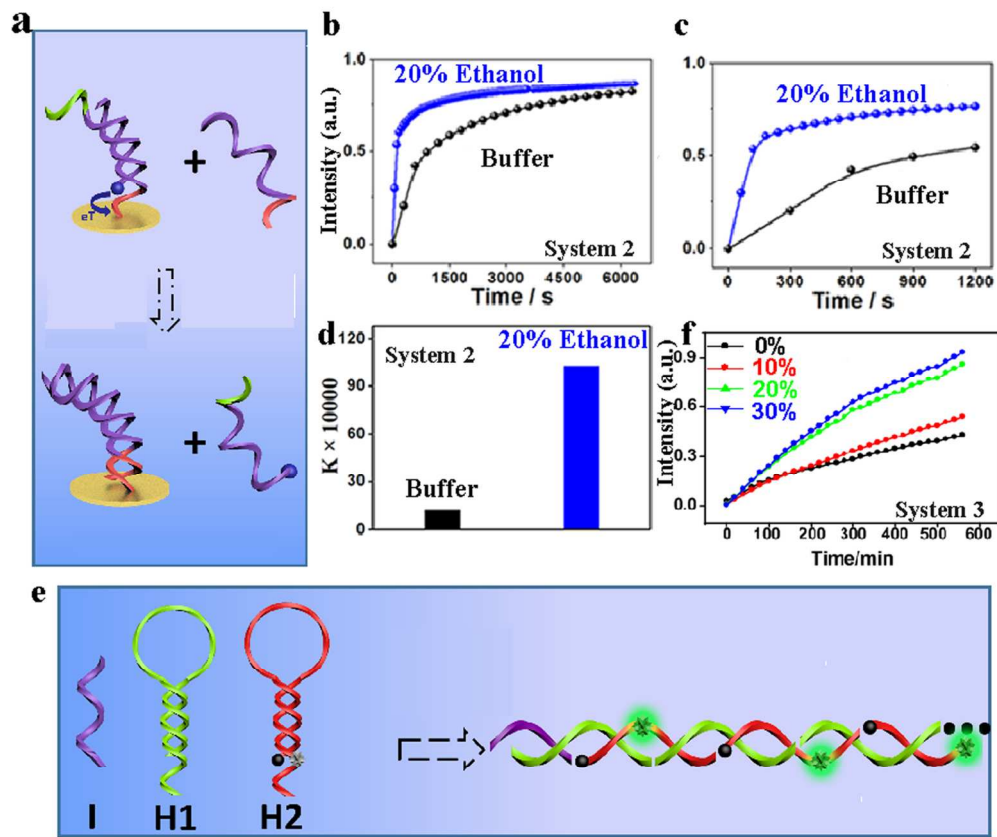 a
eT
+
+
b
Intensity (a.u.)
1.0
0.5
0.0
20% Ethanol
Buffer
System 2
0 1500 3000 4500 6000
Time / s
c
1.0
0.5
0.0
20% Ethanol
Buffer
System 2
0 300 600 900 1200
Time / s
d
K × 10000
120
90
60
30
0
System 2
20% Ethanol
Buffer
f
Intensity (a.u.)
0.9
0.6
0.3
0.0
0%
10%
20%
30%
System 3
0 100 200 300 400 500 600
Time/min
e
I H1 H2